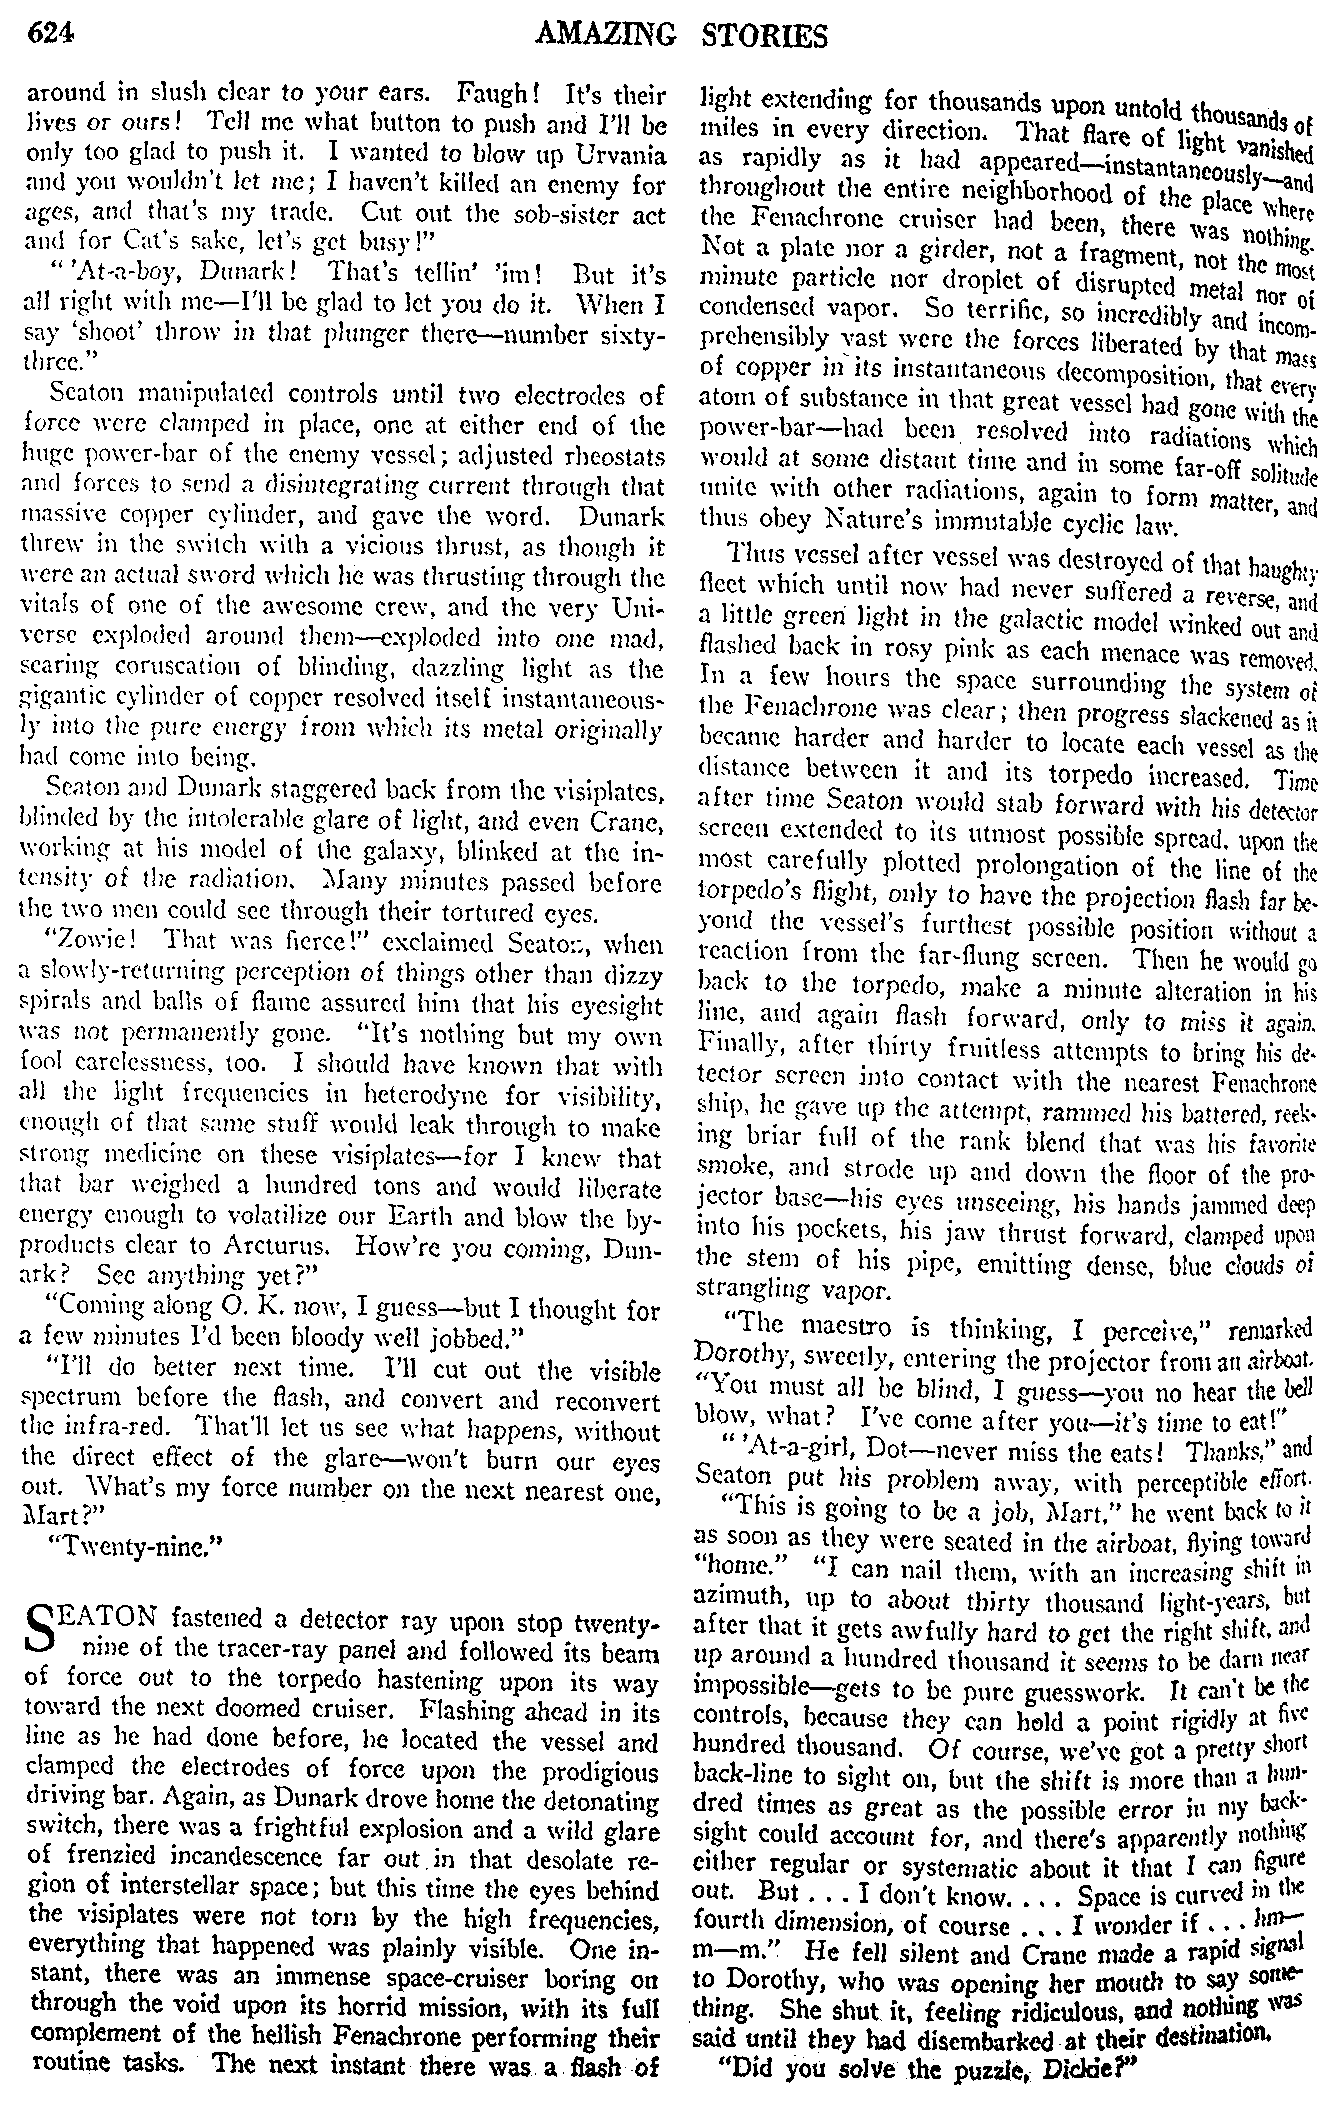 624
AMAZING STORIES
around in slush clear to your ears. Faugh! It's their
lives or ours! Tell me what button to push and I'll be
only too glad to push it. I wanted to blow up Urvania
and you wouldn't let me; I haven't killed an enemy for
ages, and that's my trade. Cut out the sob-sister act
and for Cat's sake, let's get busy!"
" 'At-a-boy, Dunark! That's tellin' 'im! But it's
all right with me—I'll be glad to let you do it. When I
say 'shoot' throw in that plunger there—number sixty-
three."
Seaton manipulated controls until two electrodes of
force were clamped in place, one at either end of the
huge power-bar of the enemy vessel; adjusted rheostats
and forces to send a disintegrating current through that
massive copper cylinder, and gave the word. Dunark
threw in the switch with a vicious thrust, as though it
were an actual sword which he was thrusting through the
vitals of one of the awesome crew, and the very Uni-
verse exploded around them—exploded into one mad,
searing coruscation of blinding, dazzling light as the
gigantic cylinder of copper resolved itself instantaneous-
ly into the pure energy from which its metal originally
had come into being.
Seaton and Dunark staggered back from the visiplates,
blinded by the intolerable glare of light, and even Crane,
working at his model of the galaxy, blinked at the in-
tensity of the radiation. Many minutes passed before
the two men could see through their tortured eyes.
"Zowie! That was fierce!" exclaimed Seaton, when
a slowly-returning perception of things other than dizzy
spirals and balls of flame assured him that his eyesight
was not permanently gone. "It's nothing but my own
fool carelessness, too. I should have known that with
all the light frequencies in heterodyne for visibility,
enough of that same stuff would leak through to make
strong medicine on these visiplates—for I knew that
that bar weighed a hundred tons and would liberate
energy enough to volatilize our Earth and blow the by-
products clear to Arcturus. How're you coming, Dun-
ark? See anything yet?"
"Coming along O. K. now, I guess—but I thought for
a few minutes I'd been bloody well jobbed."
"I'll do better next time. I'll cut out the visible
spectrum before the flash, and convert and reconvert
the infra-red. That'll let us see what happens, without
the direct effect of the glare—won't burn our eyes
out. What's my force number on the next nearest one,
Mart?"
"Twenty-nine."
SEATON fastened a detector ray upon stop twenty-
nine of the tracer-ray panel and followed its beam
of force out to the torpedo hastening upon its way
toward the next doomed cruiser. Flashing ahead in its
line as he had done before, he located the vessel and
clamped the electrodes of force upon the prodigious
driving bar. Again, as Dunark drove home the detonating
switch, there was a frightful explosion and a wild glare
of frenzied incandescence far out in that desolate re-
gion of interstellar space; but this time the eyes behind
the visiplates were not torn by the high frequencies,
everything that happened was plainly visible. One in-
stant, there was an immense space-cruiser boring on
through the void upon its horrid mission, with its full
complement of the hellish Fenachrone performing their
routine tasks. The next instant there was a flash of
light extending for thousands upon untold thousands of
miles in every direction. That flare of light vanished
as rapidly as it had appeared—instantaneously—and
throughout the entire neighborhood of the place where
the Fenachrone cruiser had been, there was nothing.
Not a plate nor a girder, not a fragment, not the most
minute particle nor droplet of disrupted metal nor of
condensed vapor. So terrific, so incredibly and incom-
prehensibly vast were the forces liberated by that mass
of copper in its instantaneous decomposition, that every
atom of substance in that great vessel had gone with the
power-bar—had been resolved into radiations which
would at some distant time and in some far-off solitude
unite with other radiations, again to form matter, and
thus obey Nature's immutable cyclic law.
Thus vessel after vessel was destroyed of that haughty
fleet which until now had never suffered a reverse, and
a little green light in the galactic model winked out and
flashed back in rosy pink as each menace was removed.
In a few hours the space surrounding the system of
the Fenachrone was clear; then progress slackened as it
became harder and harder to locate each vessel as the
distance between it and its torpedo increased. Time
after time Seaton would stab forward with his detector
screen extended to its utmost possible spread, upon the
most carefully plotted prolongation of the line of the
torpedo's flight, only to have the projection flash far be-
yond the vessel's furthest possible position without a
reaction from the far-flung screen. Then he would go
back to the torpedo, make a minute alteration in his
line, and again flash forward, only to miss it again.
Finally, after thirty fruitless attempts to bring his de-
tector screen into contact with the nearest Fenachrone
ship, he gave up the attempt, rammed his battered, reek-
ing briar full of the rank blend that was his favorite
smoke, and strode up and down the floor of the pro-
jector base—his eyes unseeing, his hands jammed deep
into his pockets, his jaw thrust forward, clamped upon
the stem of his pipe, emitting dense, blue clouds of
strangling vapor.
"The maestro is thinking, I perceive," remarked
Dorothy, sweetly, entering the projector from an airboat.
"You must all be blind, I guess—you no hear the bell
blow, what? I've come after you—it's time to eat!"
" 'At-a-girl, Dot—never miss the eats! Thanks," and
Seaton put his problem away, with perceptible effort.
"This is going to be a job, Mart," he went back to it
as soon as they were seated in the airboat, flying toward
"home." "I can nail them, with an increasing shift in
azimuth, up to about thirty thousand light-years, but
after that it gets awfully hard to get the right shift, and
up around a hundred thousand it seems to be darn near
impossible—gets to be pure guesswork. It can't be the
controls, because they can hold a point rigidly at five
hundred thousand. Of course, we've got a pretty short
back-line to sight on, but the shift is more than a hun-
dred times as great as the possible error in my back-
sight could account for, and there's apparently nothing
either regular or systematic about it that I can figure
out. But . . . I don't know. . . . Space is curved in the
fourth dimension, of course . . . I wonder if . . . hm—
m—m." He fell silent and Crane made a rapid signal
to Dorothy, who was opening her mouth to say some-
thing. She shut it, feeling ridiculous, and nothing was
said until they had disembarked at their destination.
"Did you solve the puzzle, Dickie?"